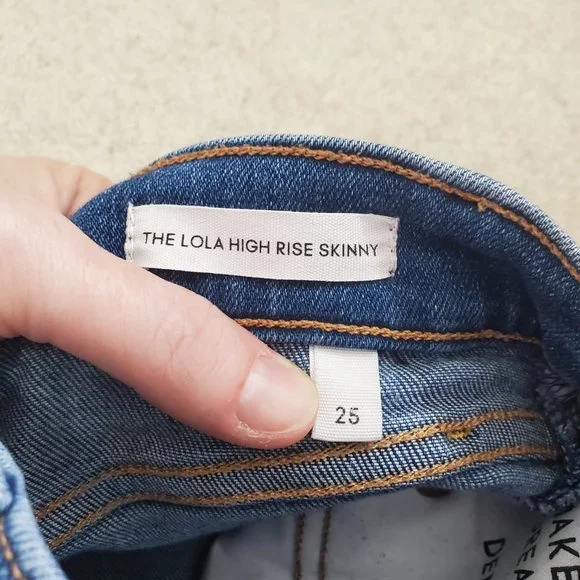 THE LOLA HIGH RISE SKINNY
25